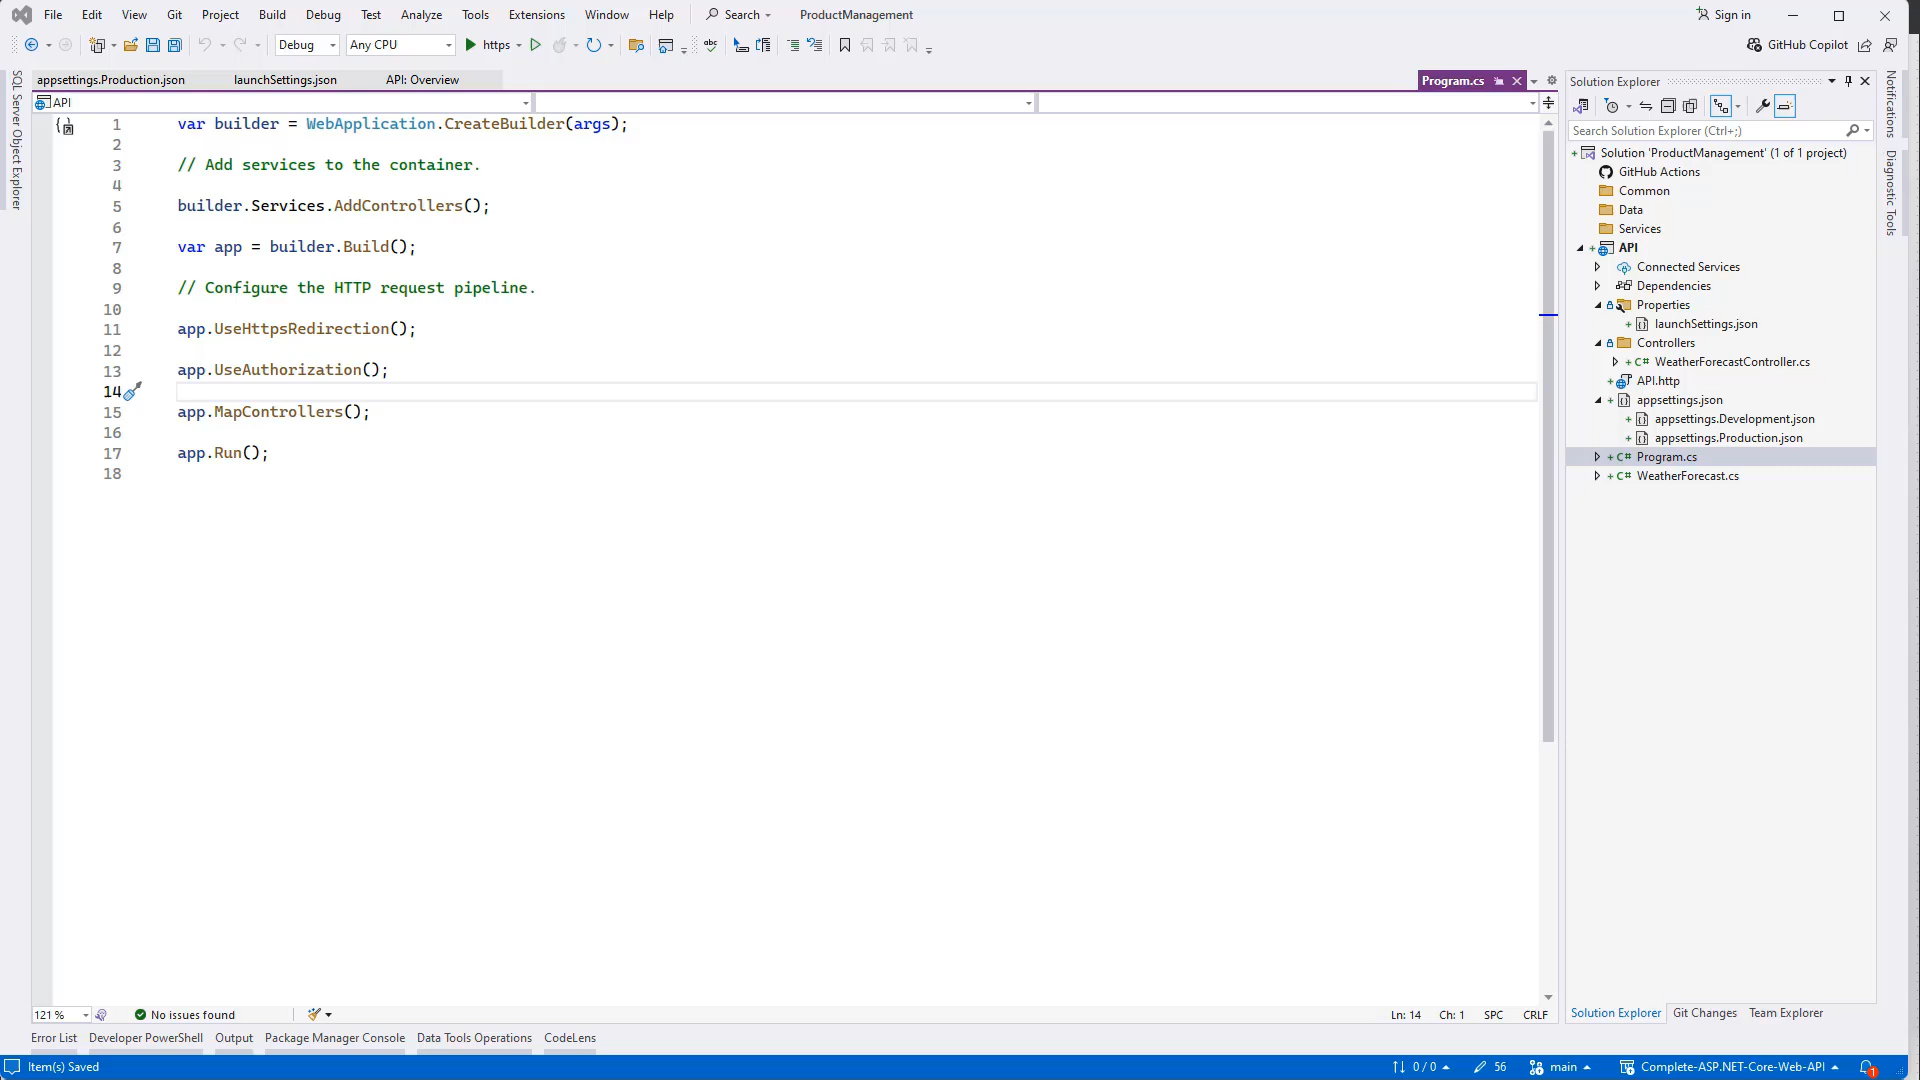 File Edit View Git Project Build Debug Test Analyze Tools Extensions Window Help Search ProductManagement Sign in
Debug Any CPU https GitHub Copilot
appsettings.Production.json launchSettings.json API: Overview Program.cs
API
1 var builder = WebApplication.CreateBuilder(args);
2
3 // Add services to the container.
4
5 builder.Services.AddControllers();
6
7 var app = builder.Build();
8
9 // Configure the HTTP request pipeline.
10
11 app.UseHttpsRedirection();
12
13 app.UseAuthorization();
14
15 app.MapControllers();
16
17 app.Run();
18
121 % No issues found Ln: 14 Ch: 1 SPC CRLF
SQL Server Object Explorer
Solution Explorer
Search Solution Explorer (Ctrl+;)
Solution 'ProductManagement' (1 of 1 project)
GitHub Actions
Common
Data
Services
API
Connected Services
Dependencies
Properties
launchSettings.json
Controllers
C# WeatherForecastController.cs
API.http
appsettings.json
appsettings.Development.json
appsettings.Production.json
C# Program.cs
C# WeatherForecast.cs
Solution Explorer Git Changes Team Explorer
Notifications
Diagnostic Tools
Error List Developer PowerShell Output Package Manager Console Data Tools Operations CodeLens
Item(s) Saved 0 / 0 56 main Complete-ASP.NET-Core-Web-API 1